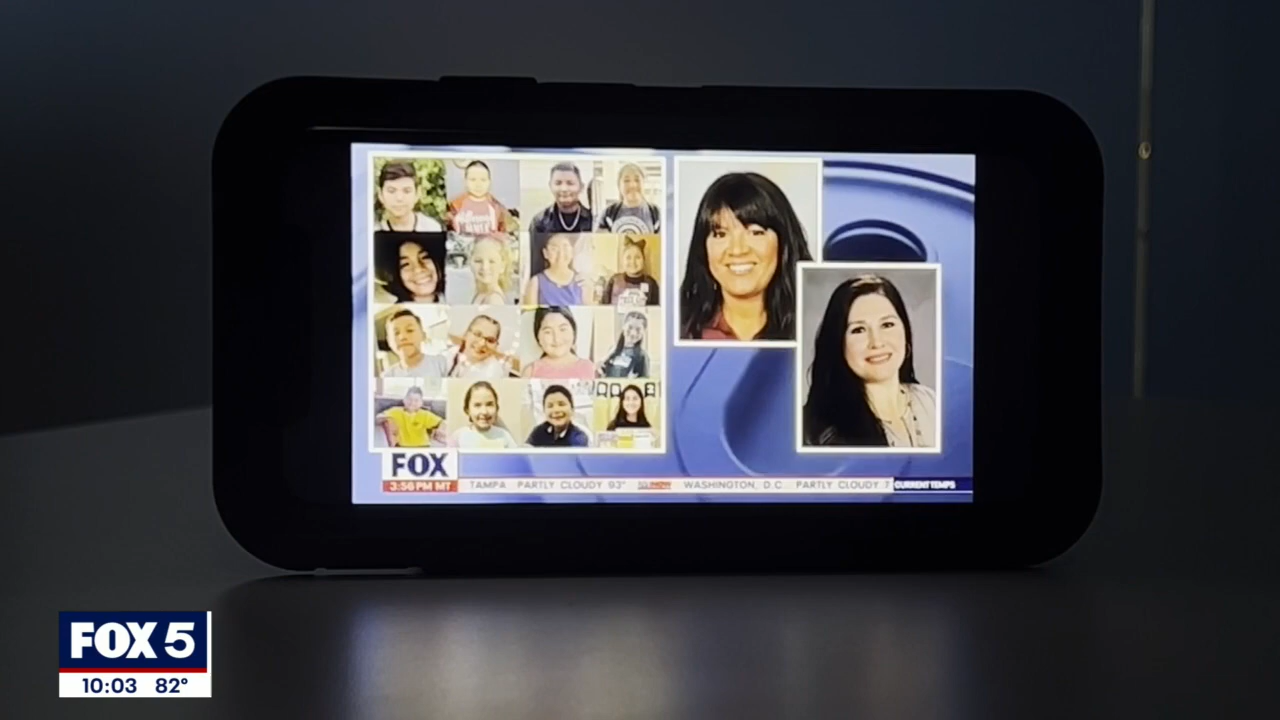 FOX
3:56 PM MT
TAMPA PARTLY CLOUDY 93° WASHINGTON, D.C. PARTLY CLOUDY 7
CURRENT TEMPS
FOX 5
10:03 82°